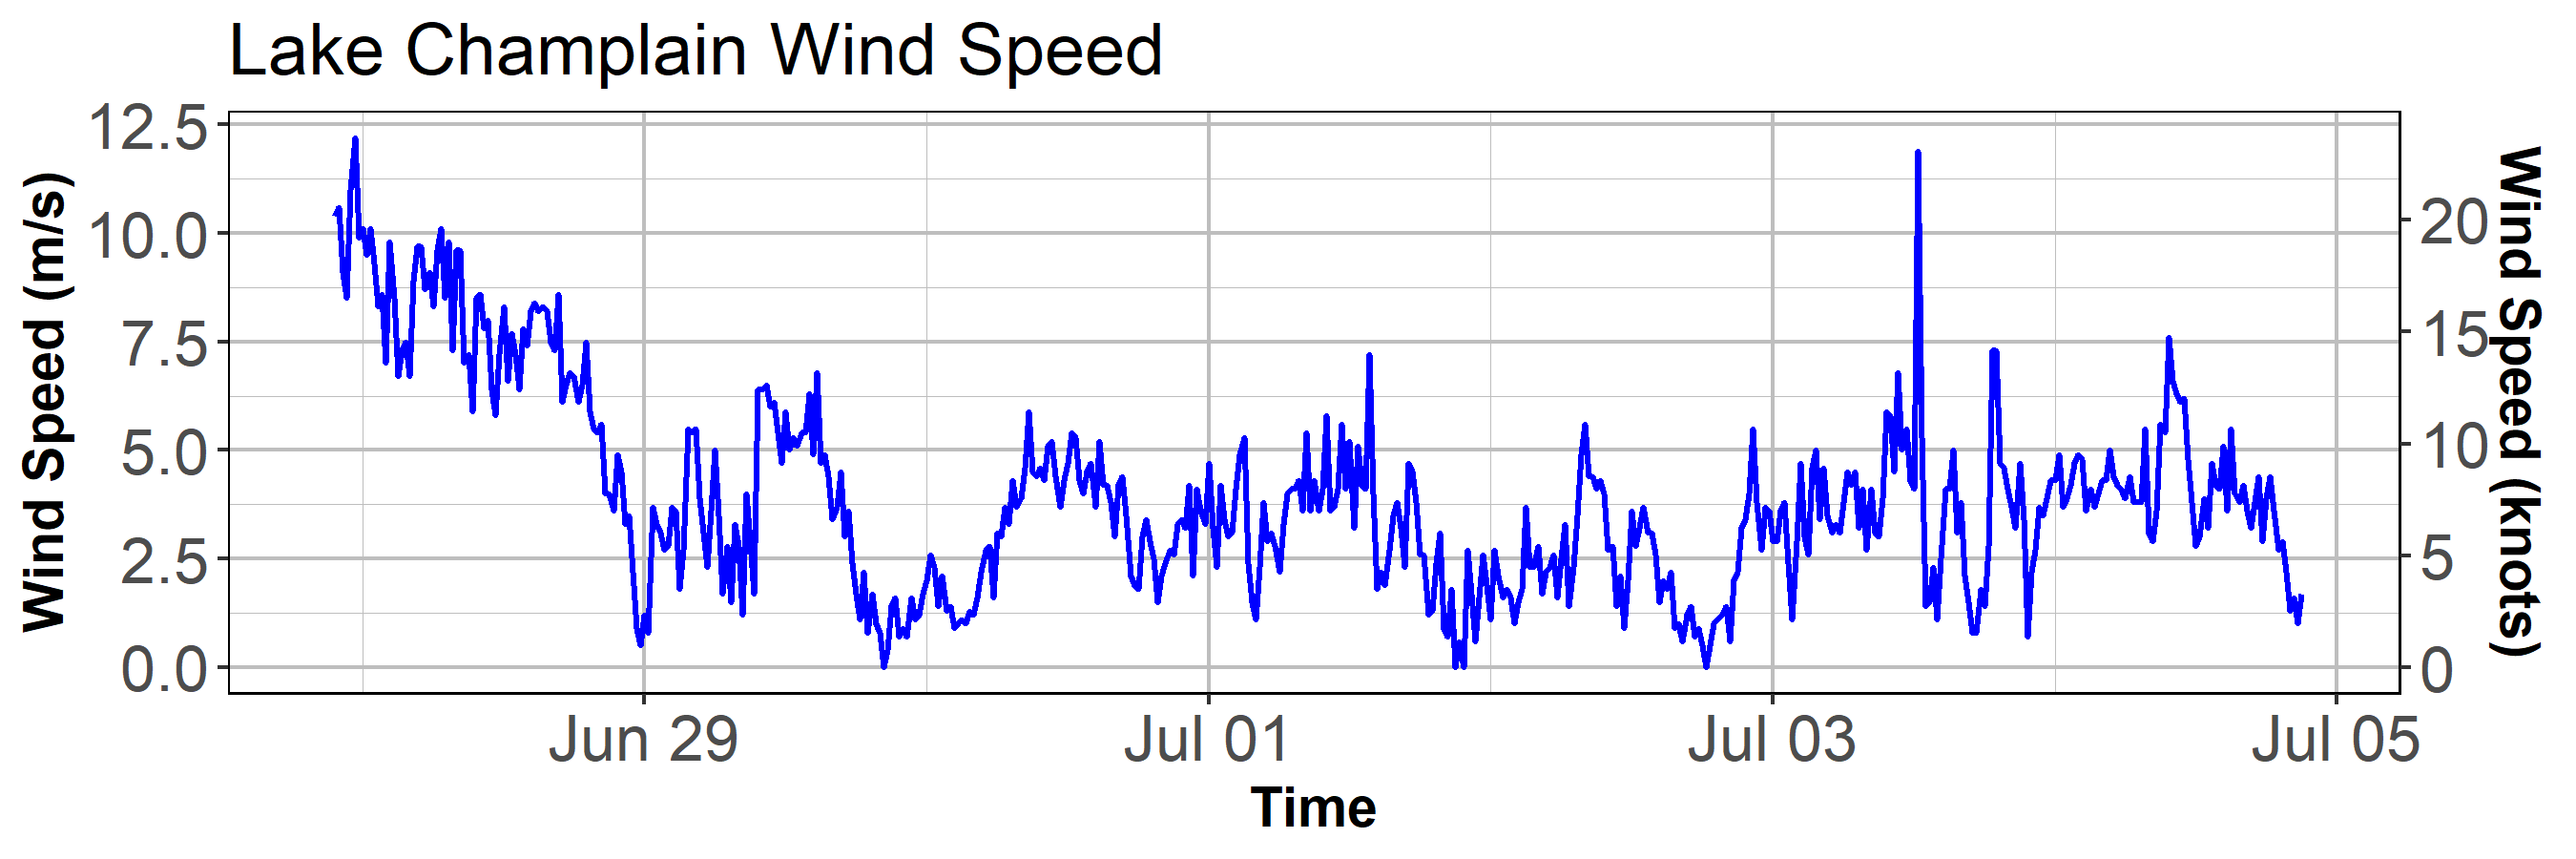 Lake Champlain Wind Speed
Wind Speed (m/s)
12.5
10.0
7.5
5.0
2.5
0.0
20
15
10
5
0
Wind Speed (knots)
Jun 29
Jul 01
Jul 03
Jul 05
Time